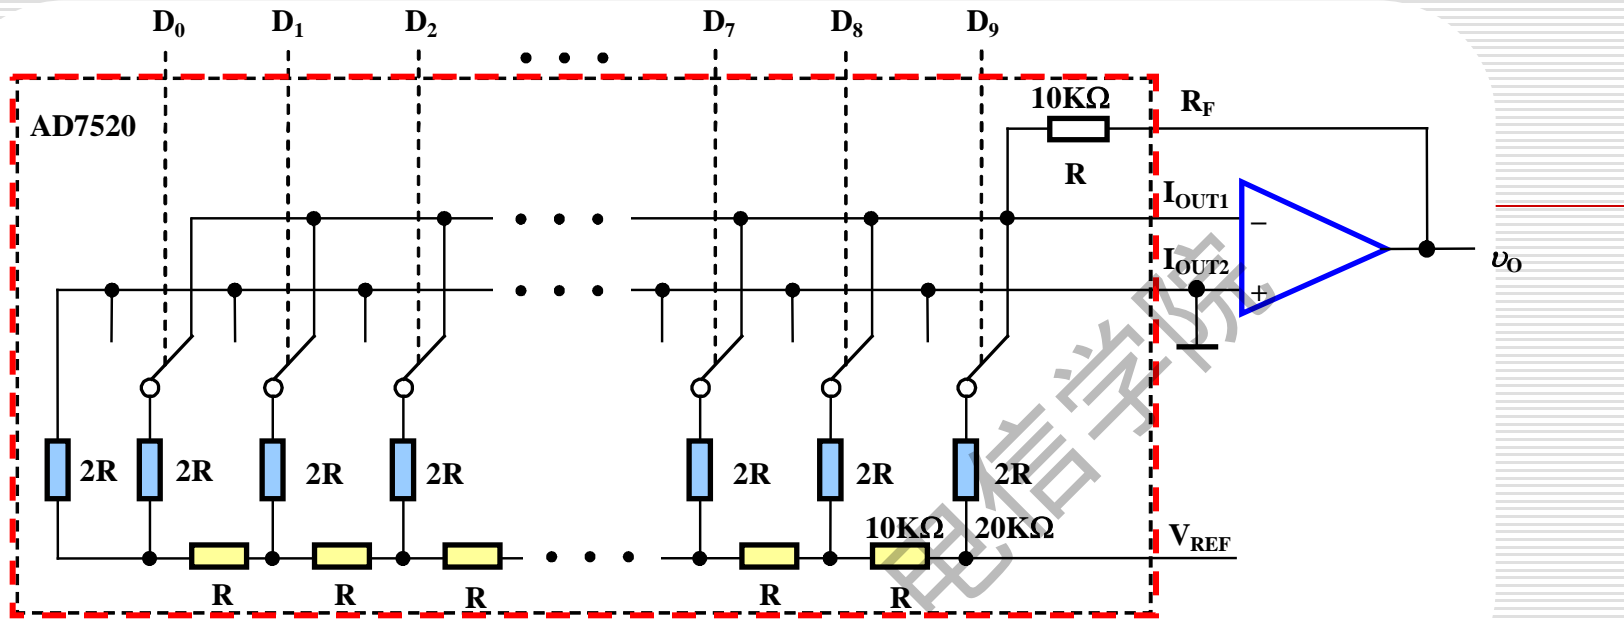 D0 D1 D2 D7 D8 D9
AD7520
10KΩ
RF
R
IOUT1
−
IOUT2
+
υO
2R 2R 2R 2R 2R 2R 2R
10KΩ 20KΩ
VREF
R R R R R
电信学院